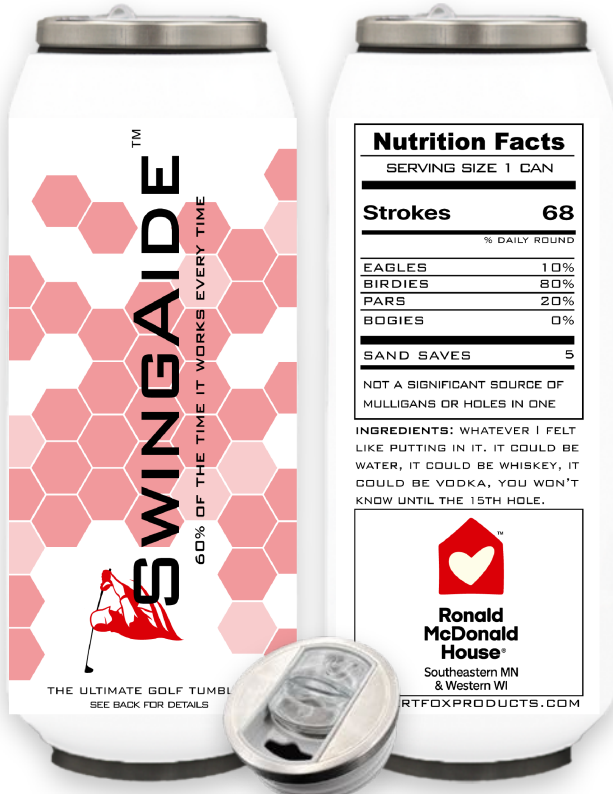 SWINGAIDE™
60% OF THE TIME IT WORKS EVERY TIME
THE ULTIMATE GOLF
SEE BACK FOR DETAILS
Nutrition Facts
SERVING SIZE 1 CAN
Strokes 68
% DAILY ROUND
EAGLES 10%
BIRDIES 80%
PARS 20%
BOGIES 0%
SAND SAVES 5
NOT A SIGNIFICANT SOURCE OF
MULLIGANS OR HOLES IN ONE
INGREDIENTS: WHATEVER I FELT
LIKE PUTTING IN IT. IT COULD BE
WATER, IT COULD BE WHISKEY, IT
COULD BE VODKA, YOU WON'T
KNOW UNTIL THE 15TH HOLE.
™
Ronald
McDonald
House®
Southeastern MN
& Western WI
RTFOXPRODUCTS.COM